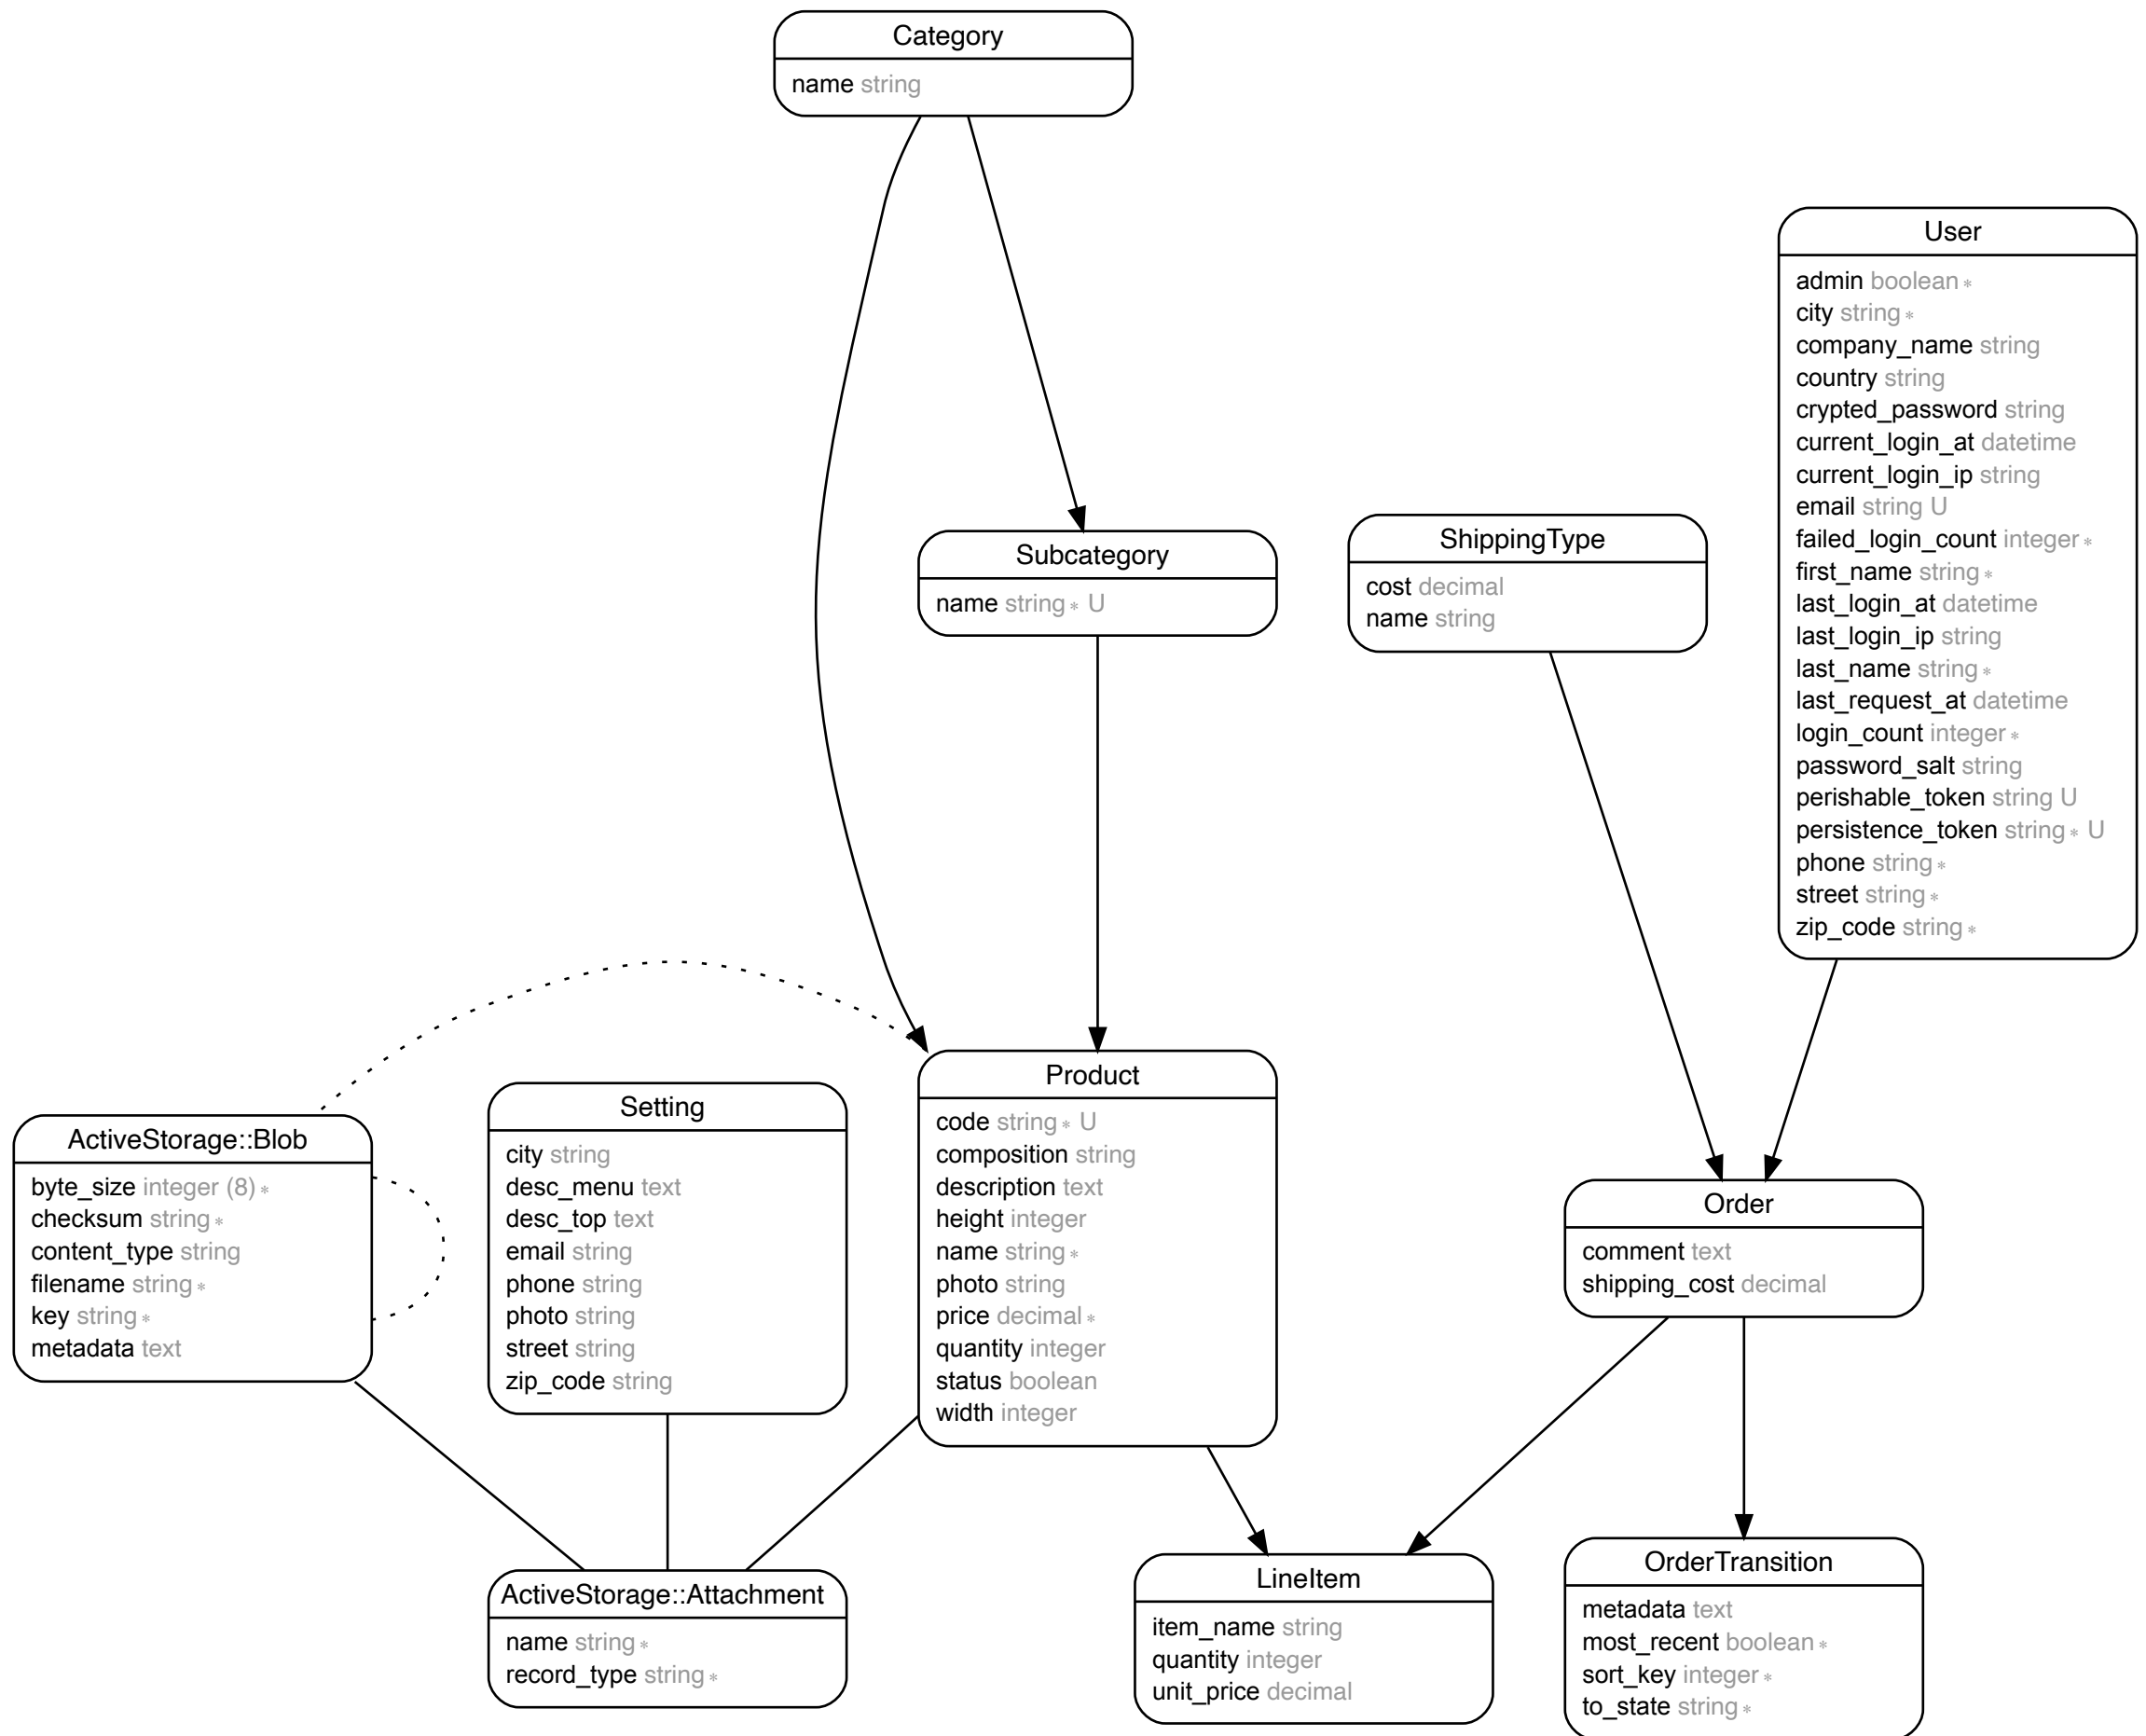 Category
name string
User
admin boolean ∗
city string ∗
company_name string
country string
crypted_password string
current_login_at datetime
current_login_ip string
email string U
failed_login_count integer ∗
first_name string ∗
last_login_at datetime
last_login_ip string
last_name string ∗
last_request_at datetime
login_count integer ∗
password_salt string
perishable_token string U
persistence_token string ∗ U
phone string ∗
street string ∗
zip_code string ∗
ShippingType
cost decimal
name string
Subcategory
name string ∗ U
Product
code string ∗ U
composition string
description text
height integer
name string ∗
photo string
price decimal ∗
quantity integer
status boolean
width integer
Setting
city string
desc_menu text
desc_top text
email string
phone string
photo string
street string
zip_code string
ActiveStorage::Blob
byte_size integer (8) ∗
checksum string ∗
content_type string
filename string ∗
key string ∗
metadata text
Order
comment text
shipping_cost decimal
ActiveStorage::Attachment
name string ∗
record_type string ∗
LineItem
item_name string
quantity integer
unit_price decimal
OrderTransition
metadata text
most_recent boolean ∗
sort_key integer ∗
to_state string ∗